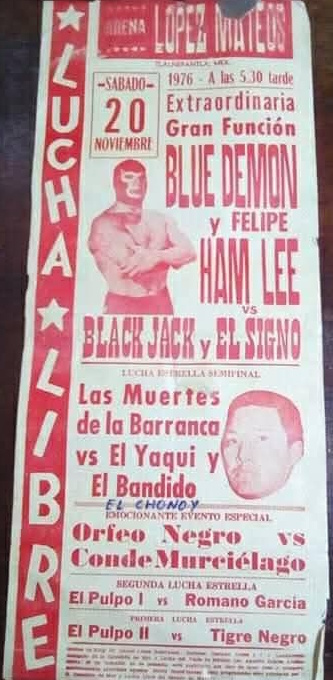 LUCHA LIBRE
ARENA LOPEZ MATEOS
TLALNEPANTLA, MEX.
SABADO
20
NOVIEMBRE
1976 - A las 5.30 tarde
Extraordinaria
Gran Función
BLUE DEMON
y FELIPE
HAM LEE
vs
BLACK JACK y EL SIGNO
LUCHA ESTRELLA SEMIFINAL
Las Muertes
de la Barranca
vs El Yaqui y
El Bandido
EL CHONOY
EMOCIONANTE EVENTO ESPECIAL
Orfeo Negro vs
Conde Murciélago
SEGUNDA LUCHA ESTRELLA
El Pulpo I vs Romano García
PRIMERA LUCHA ESTRELLA
El Pulpo II vs Tigre Negro